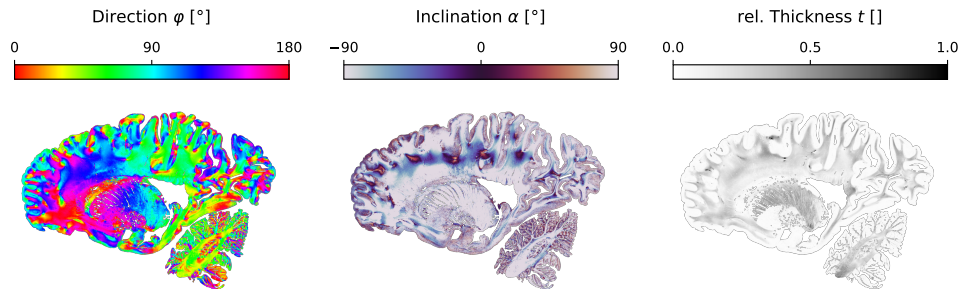 Direction φ [°]
0 90 180
Inclination α [°]
−90 0 90
rel. Thickness t []
0.0 0.5 1.0